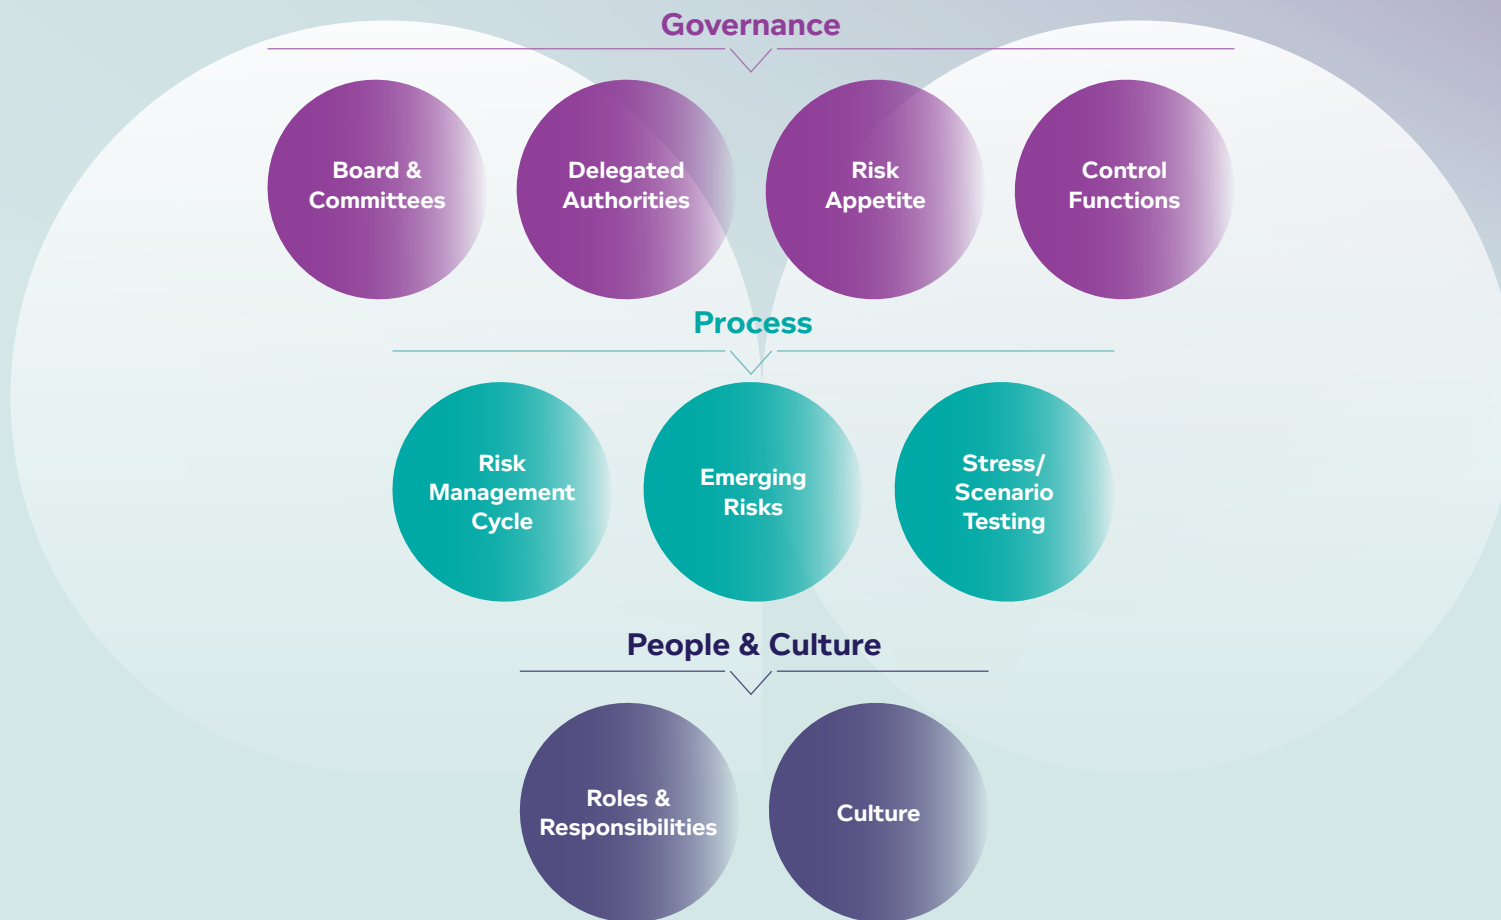 Governance
Board &
Committees
Delegated
Authorities
Risk
Appetite
Control
Functions
Process
Risk
Management
Cycle
Emerging
Risks
Stress/
Scenario
Testing
People & Culture
Roles &
Responsibilities
Culture